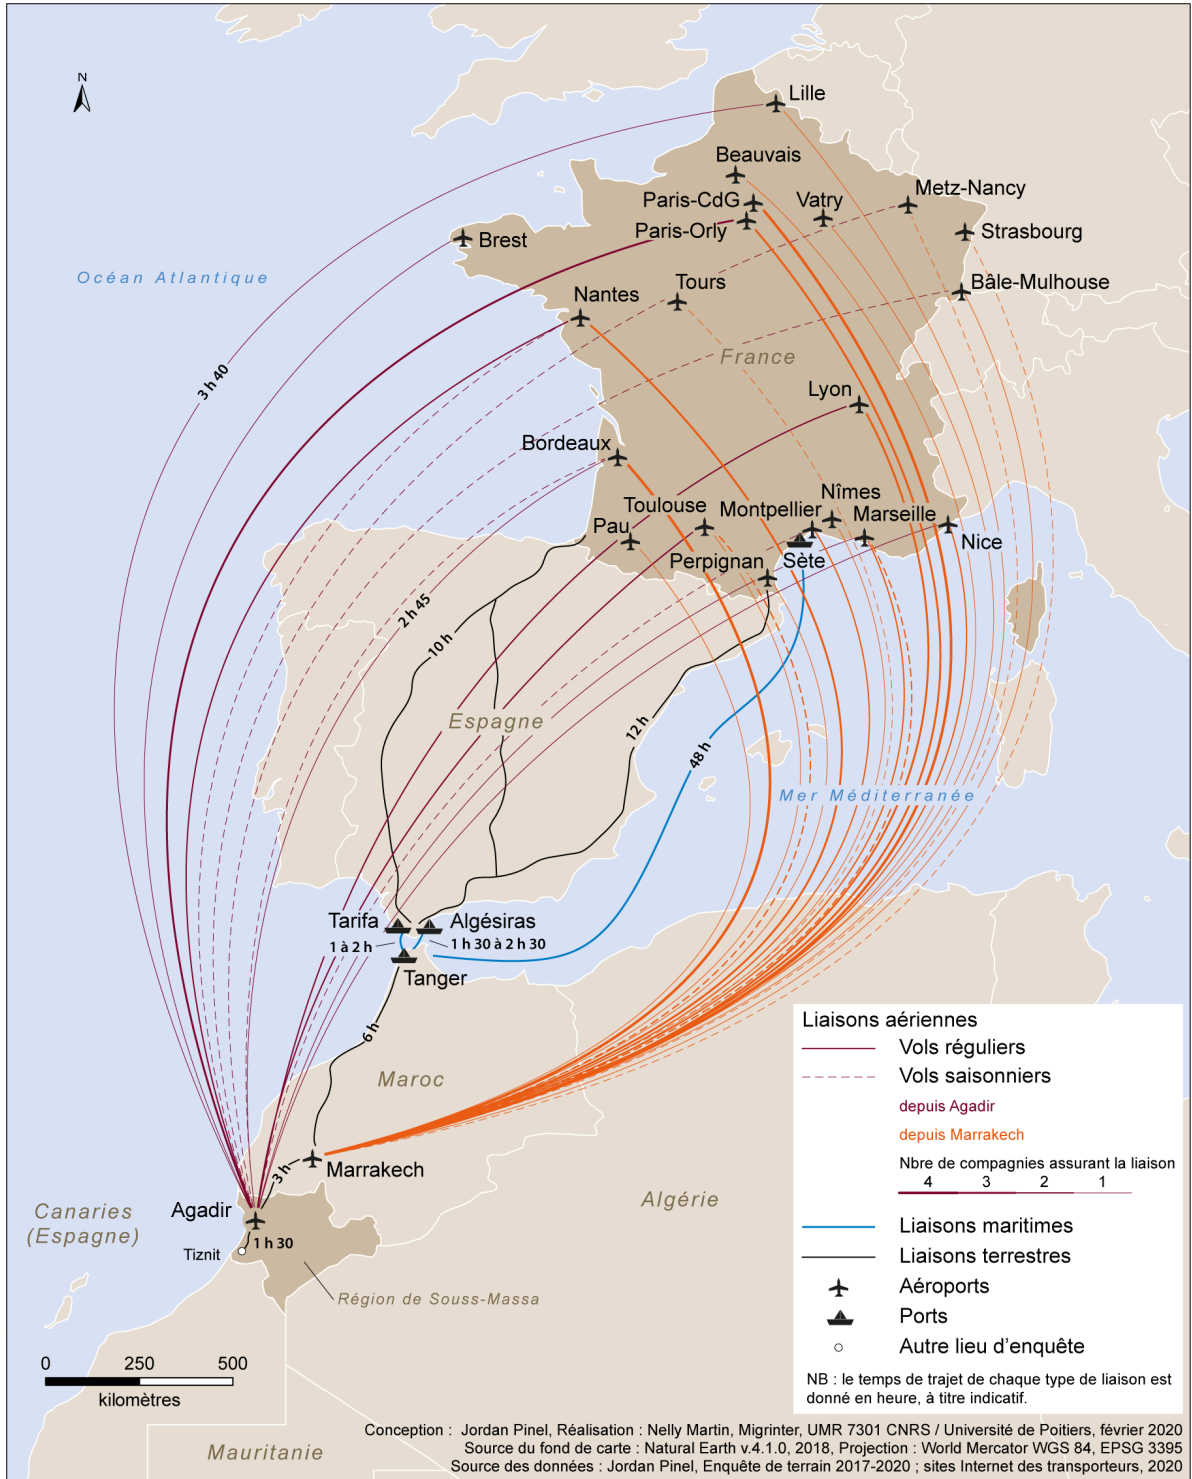 N
Lille
Beauvais
Paris-CdG
Vatry
Metz-Nancy
Paris-Orly
Strasbourg
Brest
Océan Atlantique
Tours
Bâle-Mulhouse
Nantes
France
3 h 40
Lyon
Bordeaux
Nîmes
Toulouse
Montpellier
Marseille
Pau
Nice
Perpignan
Sète
2 h 45
10 h
Espagne
12 h
48 h
Mer Méditerranée
Tarifa
Algésiras
1 à 2 h
1 h 30 à 2 h 30
Tanger
6 h
Maroc
Marrakech
3 h
Agadir
Algérie
Canaries
(Espagne)
1 h 30
Tiznit
Région de Souss-Massa
Liaisons aériennes
Vols réguliers
Vols saisonniers
depuis Agadir
depuis Marrakech
Nbre de compagnies assurant la liaison
4 3 2 1
Liaisons maritimes
Liaisons terrestres
Aéroports
Ports
Autre lieu d'enquête
NB : le temps de trajet de chaque type de liaison est
donné en heure, à titre indicatif.
0 250 500
kilomètres
Mauritanie
Conception : Jordan Pinel, Réalisation : Nelly Martin, Migrinter, UMR 7301 CNRS / Université de Poitiers, février 2020
Source du fond de carte : Natural Earth v.4.1.0, 2018, Projection : World Mercator WGS 84, EPSG 3395
Source des données : Jordan Pinel, Enquête de terrain 2017-2020 ; sites Internet des transporteurs, 2020